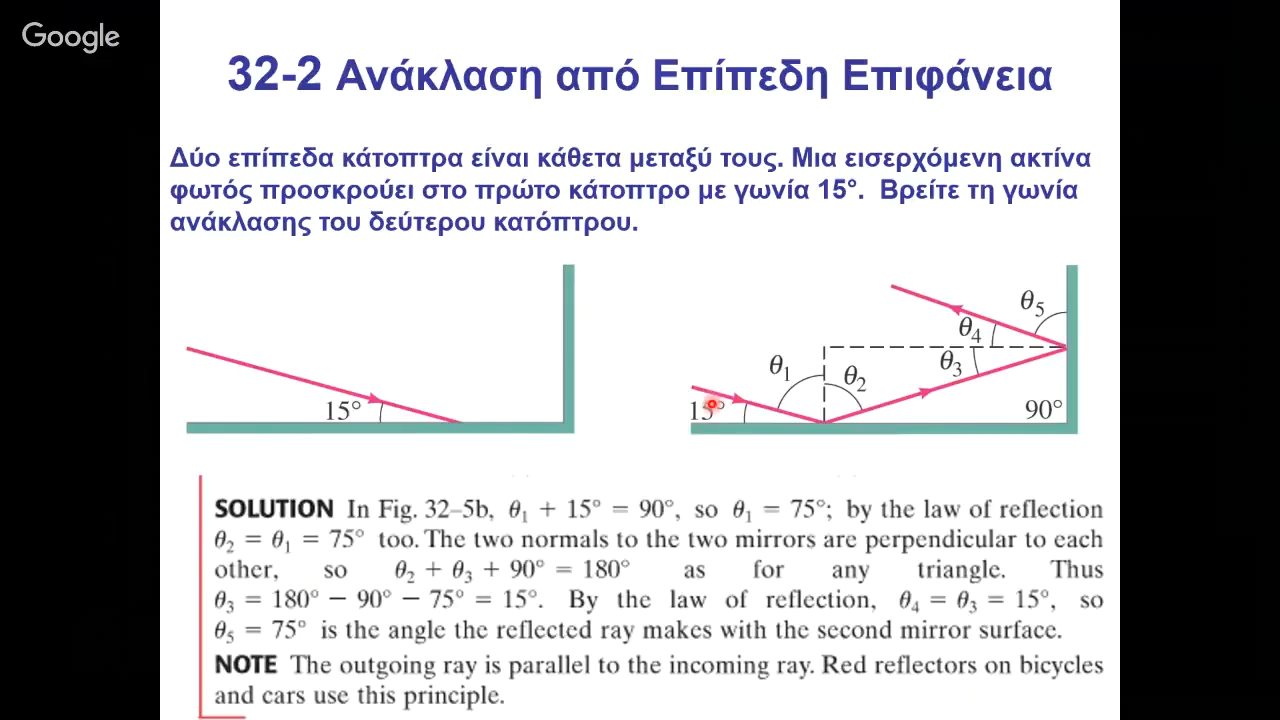 Google
32-2 Ανάκλαση από Επίπεδη Επιφάνεια
Δύο επίπεδα κάτοπτρα είναι κάθετα μεταξύ τους. Μια εισερχόμενη ακτίνα
φωτός προσκρούει στο πρώτο κάτοπτρο με γωνία 15°. Βρείτε τη γωνία
ανάκλασης του δεύτερου κατόπτρου.
15°
θ5
θ4
θ1
θ2
θ3
15°
90°
SOLUTION In Fig. 32–5b, θ1 + 15° = 90°, so θ1 = 75°; by the law of reflection
θ2 = θ1 = 75° too. The two normals to the two mirrors are perpendicular to each
other, so θ2 + θ3 + 90° = 180° as for any triangle. Thus
θ3 = 180° − 90° − 75° = 15°. By the law of reflection, θ4 = θ3 = 15°, so
θ5 = 75° is the angle the reflected ray makes with the second mirror surface.
NOTE The outgoing ray is parallel to the incoming ray. Red reflectors on bicycles
and cars use this principle.